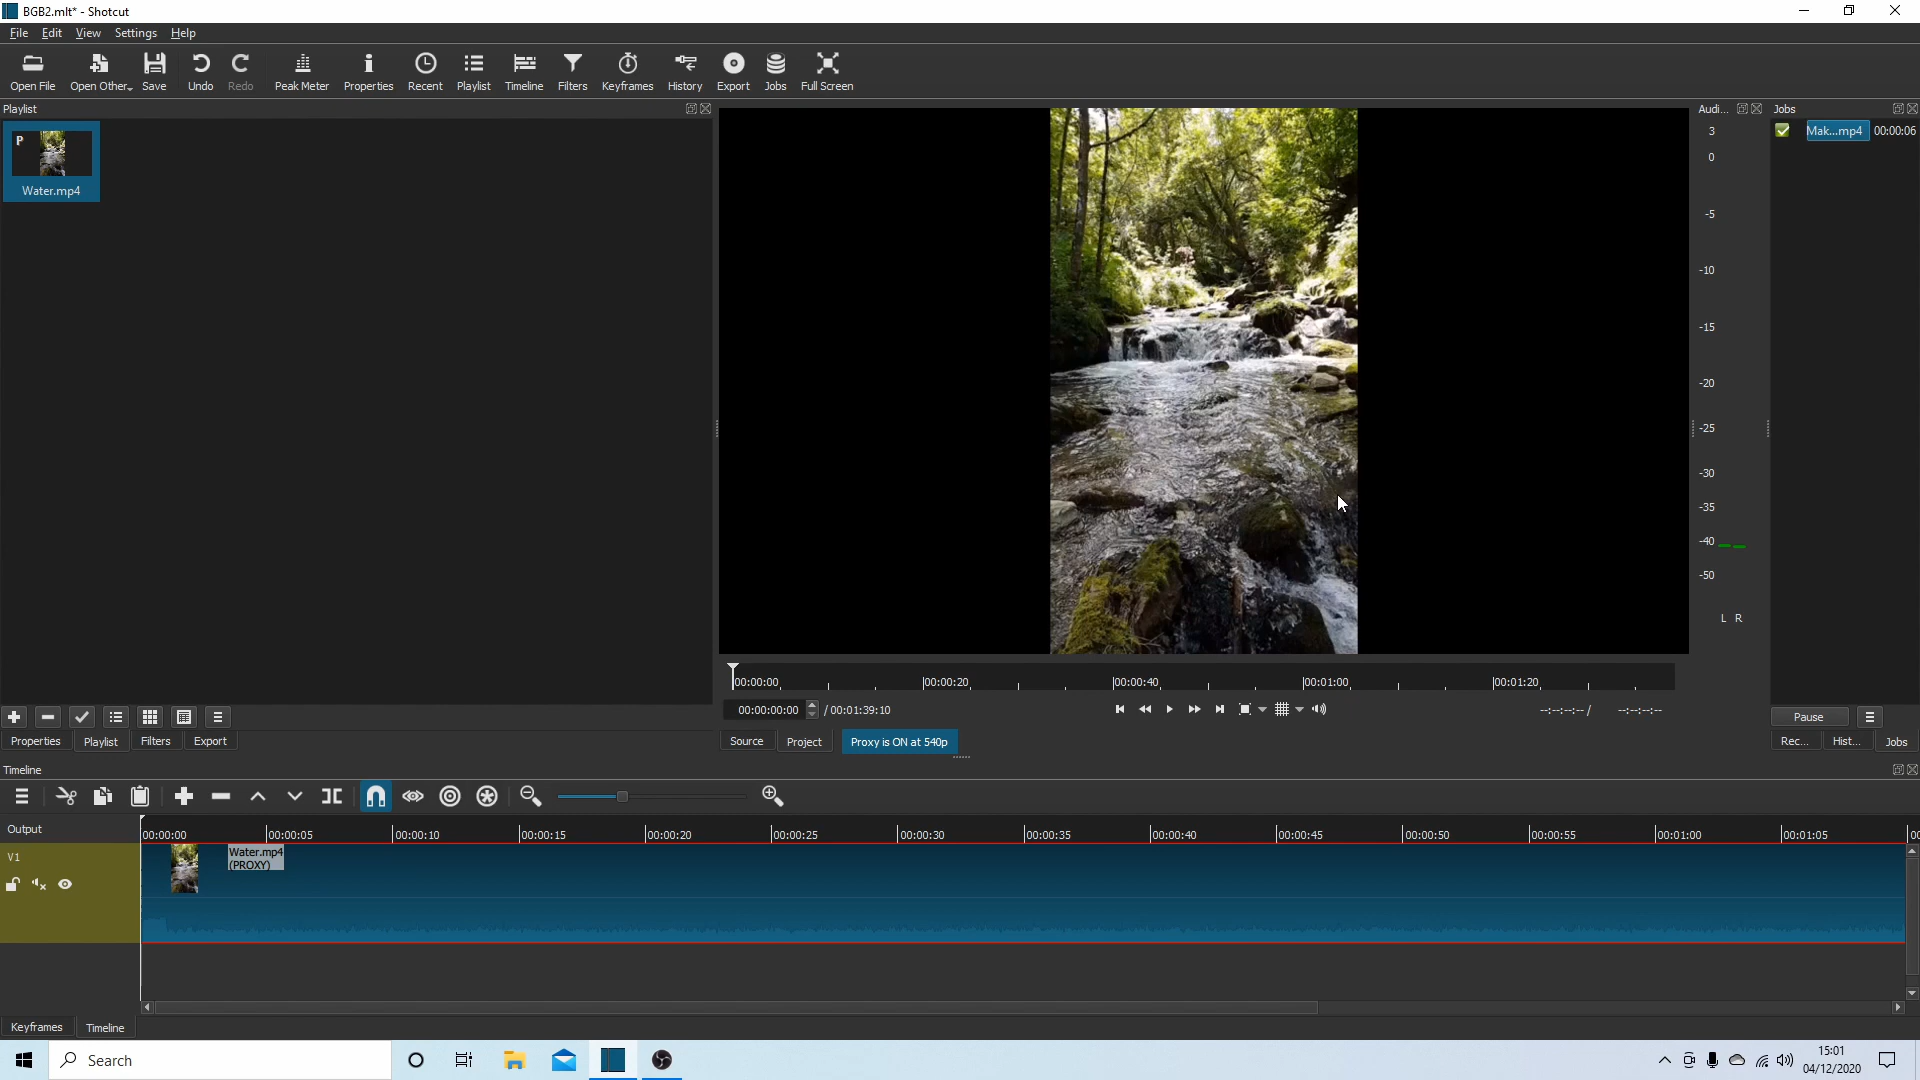 BGB2.mlt* - Shotcut
File Edit View Settings Help
Open File Open Other Save Undo Redo Peak Meter Properties Recent Playlist Timeline Filters Keyframes History Export Jobs Full Screen
Playlist
P
Water.mp4
Properties Playlist Filters Export
00:00:00 00:00:20 00:00:40 00:01:00 00:01:20
00:00:00:00 / 00:01:39:10
--:--:--:-- / --:--:--:--
Source Project Proxy is ON at 540p
Audi...
3
0
-5
-10
-15
-20
-25
-30
-35
-40
-50
L R
Jobs
Mak...mp4 00:00:06
Pause
Rec... Hist... Jobs
Timeline
Output
00:00:00 00:00:05 00:00:10 00:00:15 00:00:20 00:00:25 00:00:30 00:00:35 00:00:40 00:00:45 00:00:50 00:00:55 00:01:00 00:01:05 00
V1
Water.mp4
(PROXY)
Keyframes Timeline
Search
15:01
04/12/2020